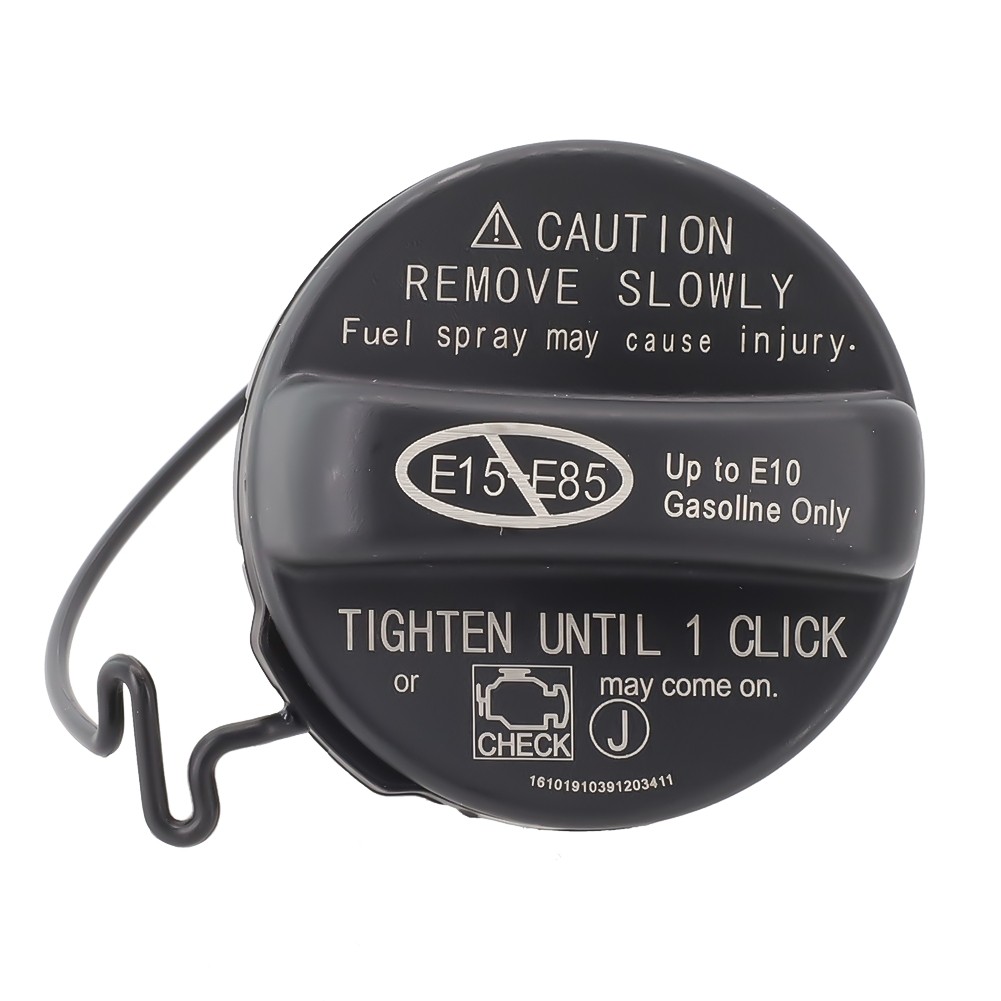 ⚠ CAUTION
REMOVE SLOWLY
Fuel spray may cause injury.
E15-E85
Up to E10
Gasoline Only
TIGHTEN UNTIL 1 CLICK
or may come on.
CHECK
J
16101910391203411